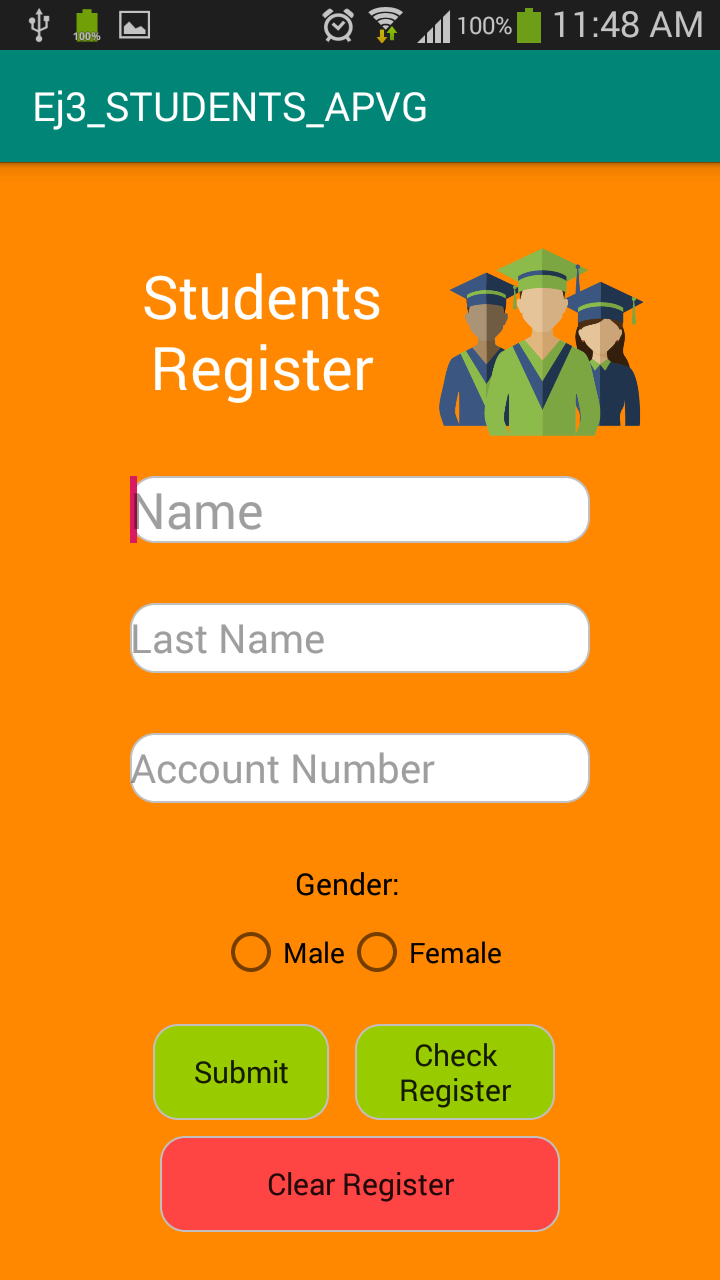 100%
100%
11:48 AM
Ej3_STUDENTS_APVG
Students
Register
Name
Last Name
Account Number
Gender:
Male
Female
Submit
Check
Register
Clear Register